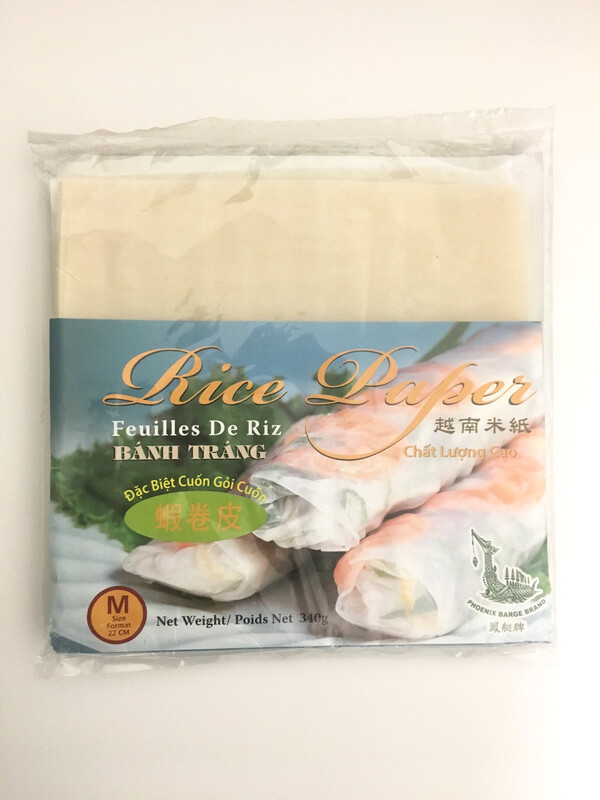 Rice Paper
Feuilles De Riz
越南米紙
BÁNH TRÁNG
Chất Lượng Cao
Đặc Biệt Cuốn Gỏi Cuốn
蝦卷皮
M
Size
Format
22 CM
Net Weight/ Poids Net 340g
PHOENIX BARGE BRAND
鳳艇牌